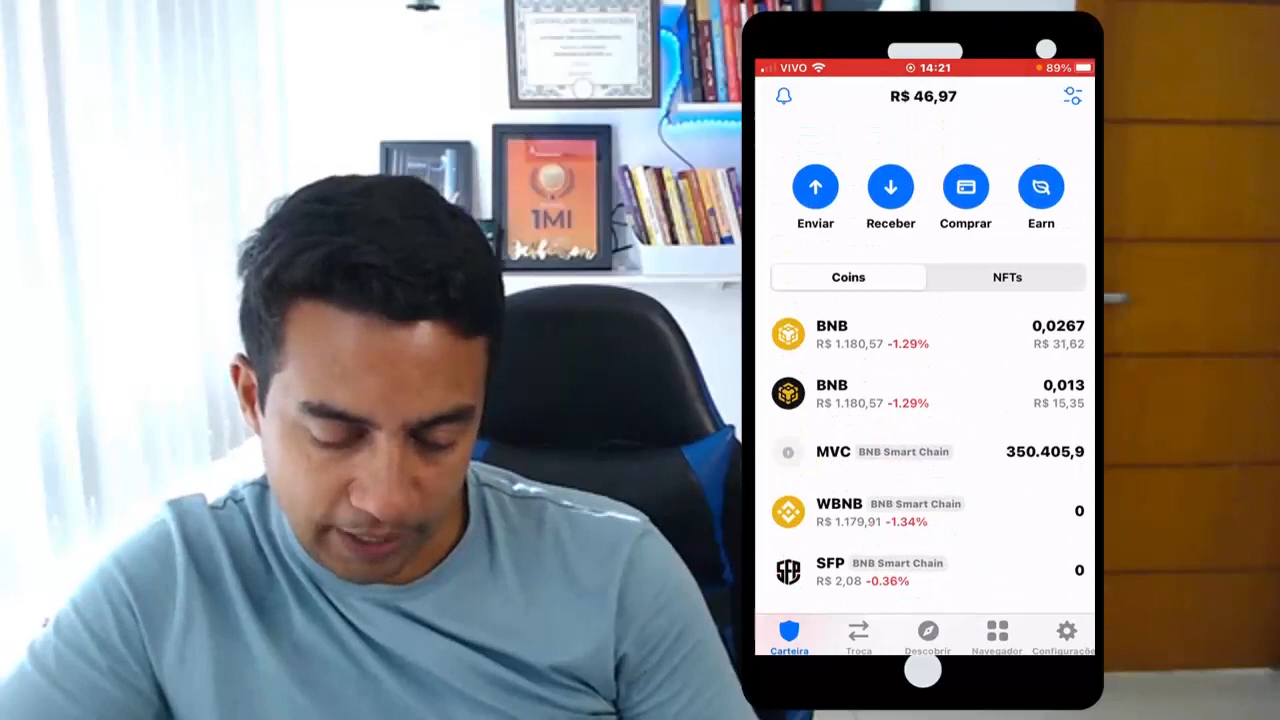 1MI
VIVO 14:21 89%
R$ 46,97
Enviar Receber Comprar Earn
Coins NFTs
BNB 0,0267
R$ 1.180,57 -1.29% R$ 31,62
BNB 0,013
R$ 1.180,57 -1.29% R$ 15,35
MVC BNB Smart Chain 350.405,9
WBNB BNB Smart Chain 0
R$ 1.179,91 -1.34%
SFP BNB Smart Chain 0
R$ 2,08 -0.36%
Carteira Troca Descobrir Navegador Configuraçõe